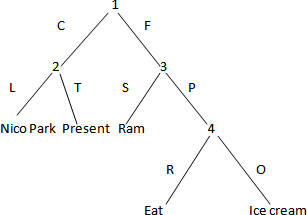 1
C F
2 3
L T S P
Nico Park Present Ram 4
R O
Eat Ice cream